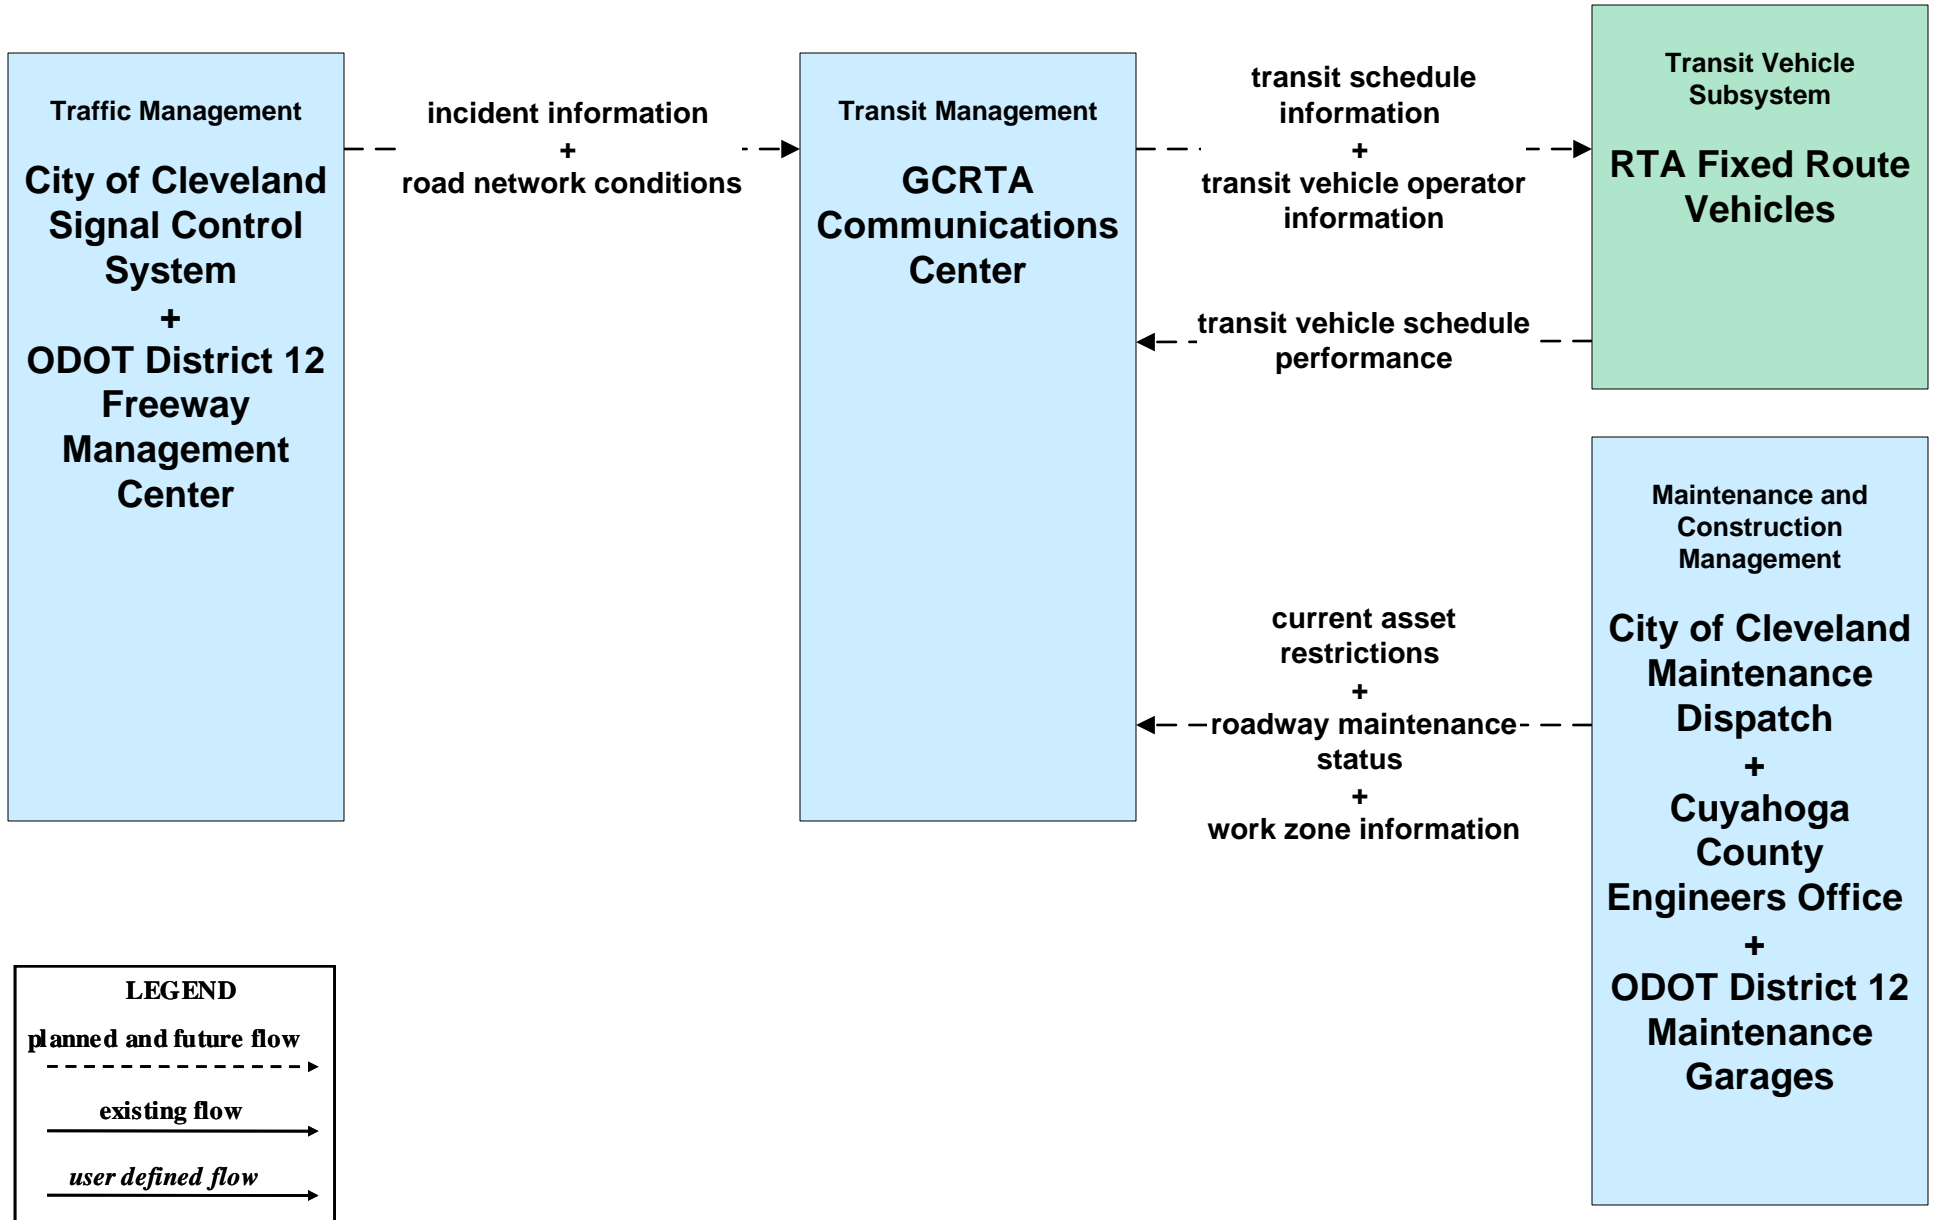 Traffic Management
City of Cleveland
Signal Control
System
+
ODOT District 12
Freeway
Management
Center
incident information
+
road network conditions
Transit Management
GCRTA
Communications
Center
transit schedule
information
+
transit vehicle operator
information
transit vehicle schedule
performance
Transit Vehicle
Subsystem
RTA Fixed Route
Vehicles
current asset
restrictions
+
roadway maintenance
status
+
work zone information
Maintenance and
Construction
Management
City of Cleveland
Maintenance
Dispatch
+
Cuyahoga
County
Engineers Office
+
ODOT District 12
Maintenance
Garages
LEGEND
planned and future flow
existing flow
user defined flow